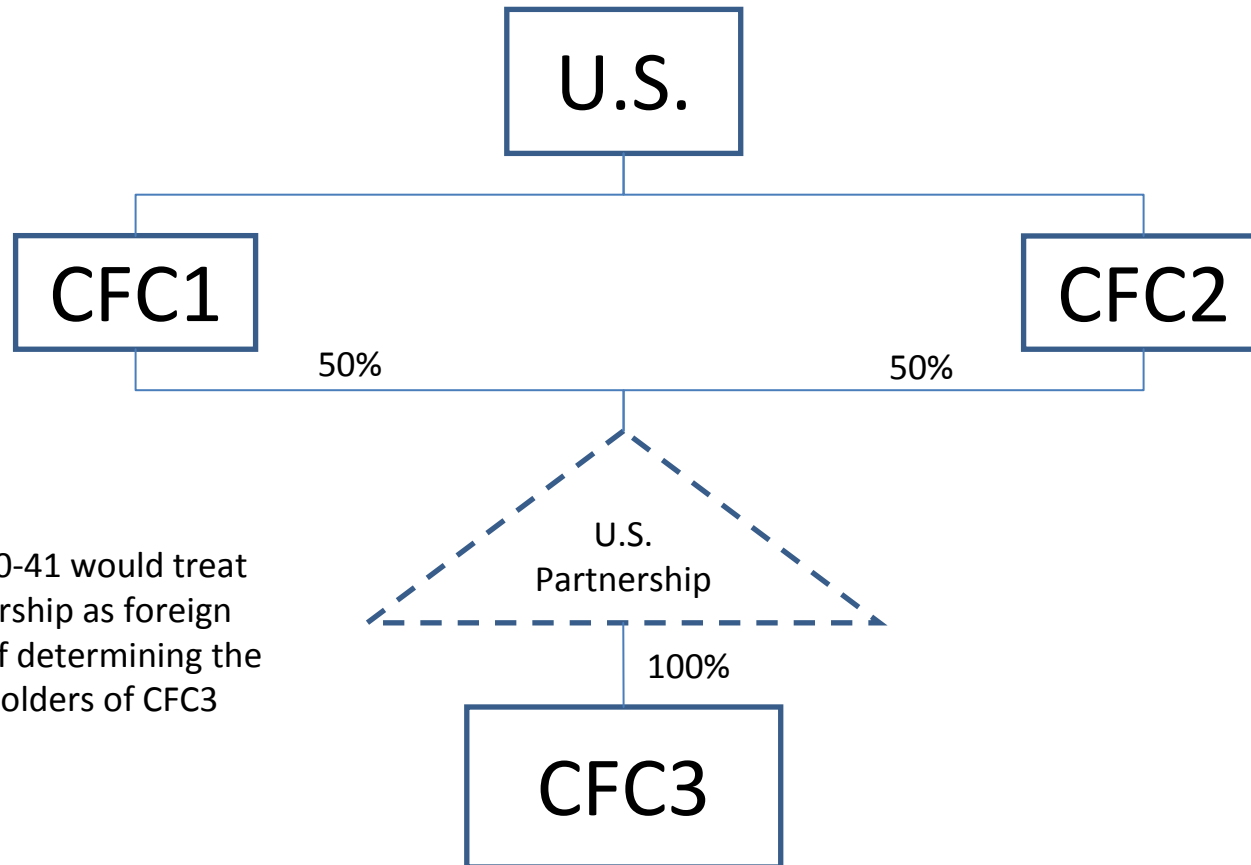 U.S.
CFC1
CFC2
50%
50%
U.S.
Partnership
0-41 would treat
rship as foreign
f determining the
olders of CFC3
100%
CFC3